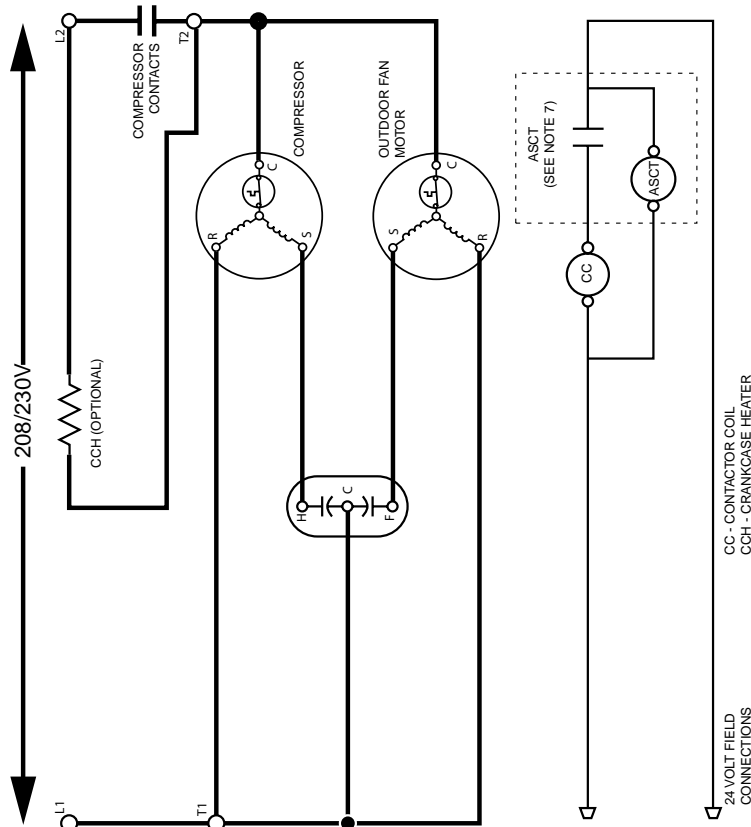 208/230V
L1
L2
CCH (OPTIONAL)
COMPRESSOR
CONTACTS
T1
T2
COMPRESSOR
R
S
C
H
C
F
OUTDOOR FAN
MOTOR
S
R
C
ASCT
(SEE NOTE 7)
CC
ASCT
24 VOLT FIELD
CONNECTIONS
CC - CONTACTOR COIL
CCH - CRANKCASE HEATER